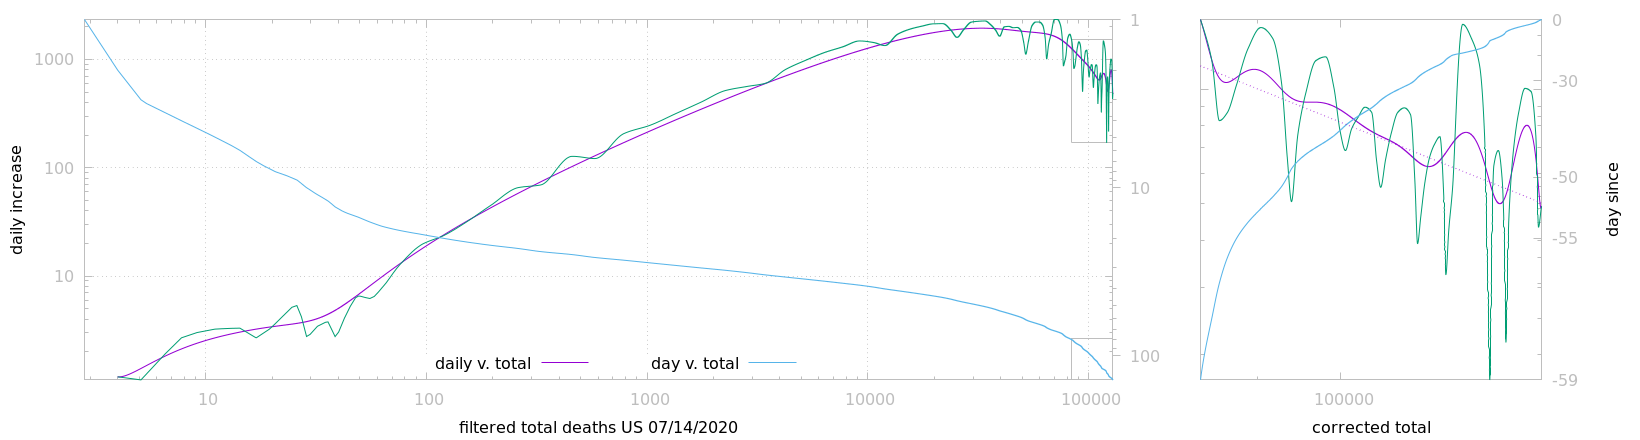 daily increase
1000
100
10
10
100
1000
10000
100000
1
10
100
daily v. total
day v. total
filtered total deaths US 07/14/2020
0
-30
-50
-55
-59
day since
100000
corrected total